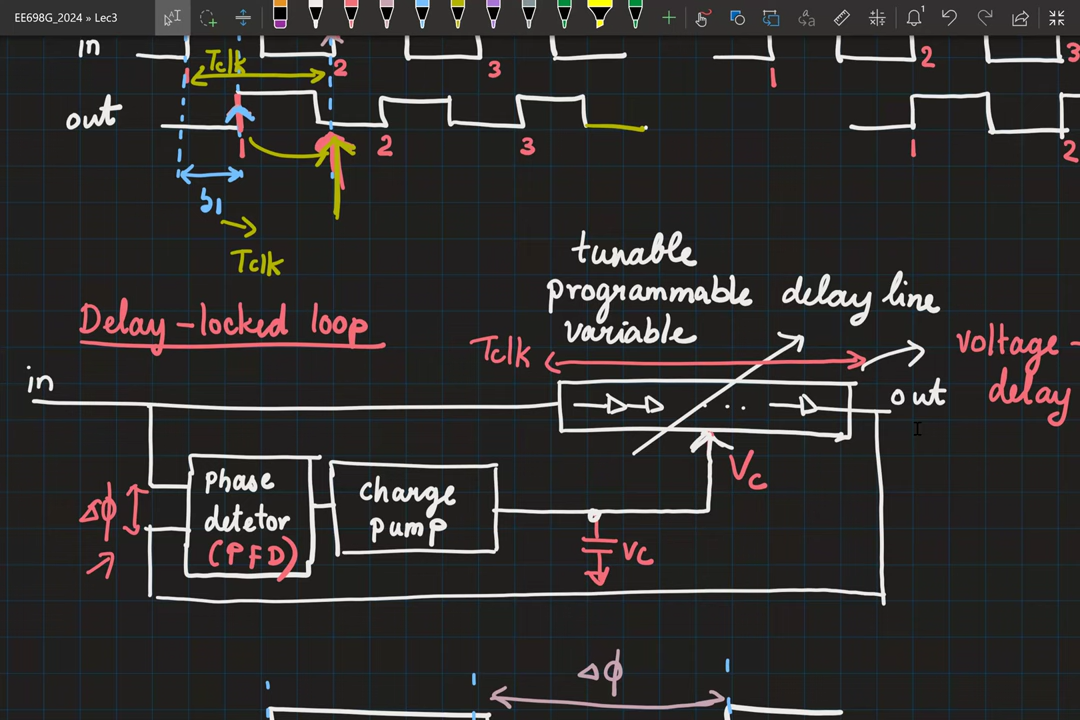 EE698G_2024 » Lec3
1
in
Tclk
1
2
3
1
2
3
out
1
2
3
1
2
Tclk
tunable
programmable delay line
variable
Delay-locked loop
Tclk
voltage-
delay
in
out
Δϕ
phase
detetor
(PFD)
charge
pump
Vc
Vc
Δϕ